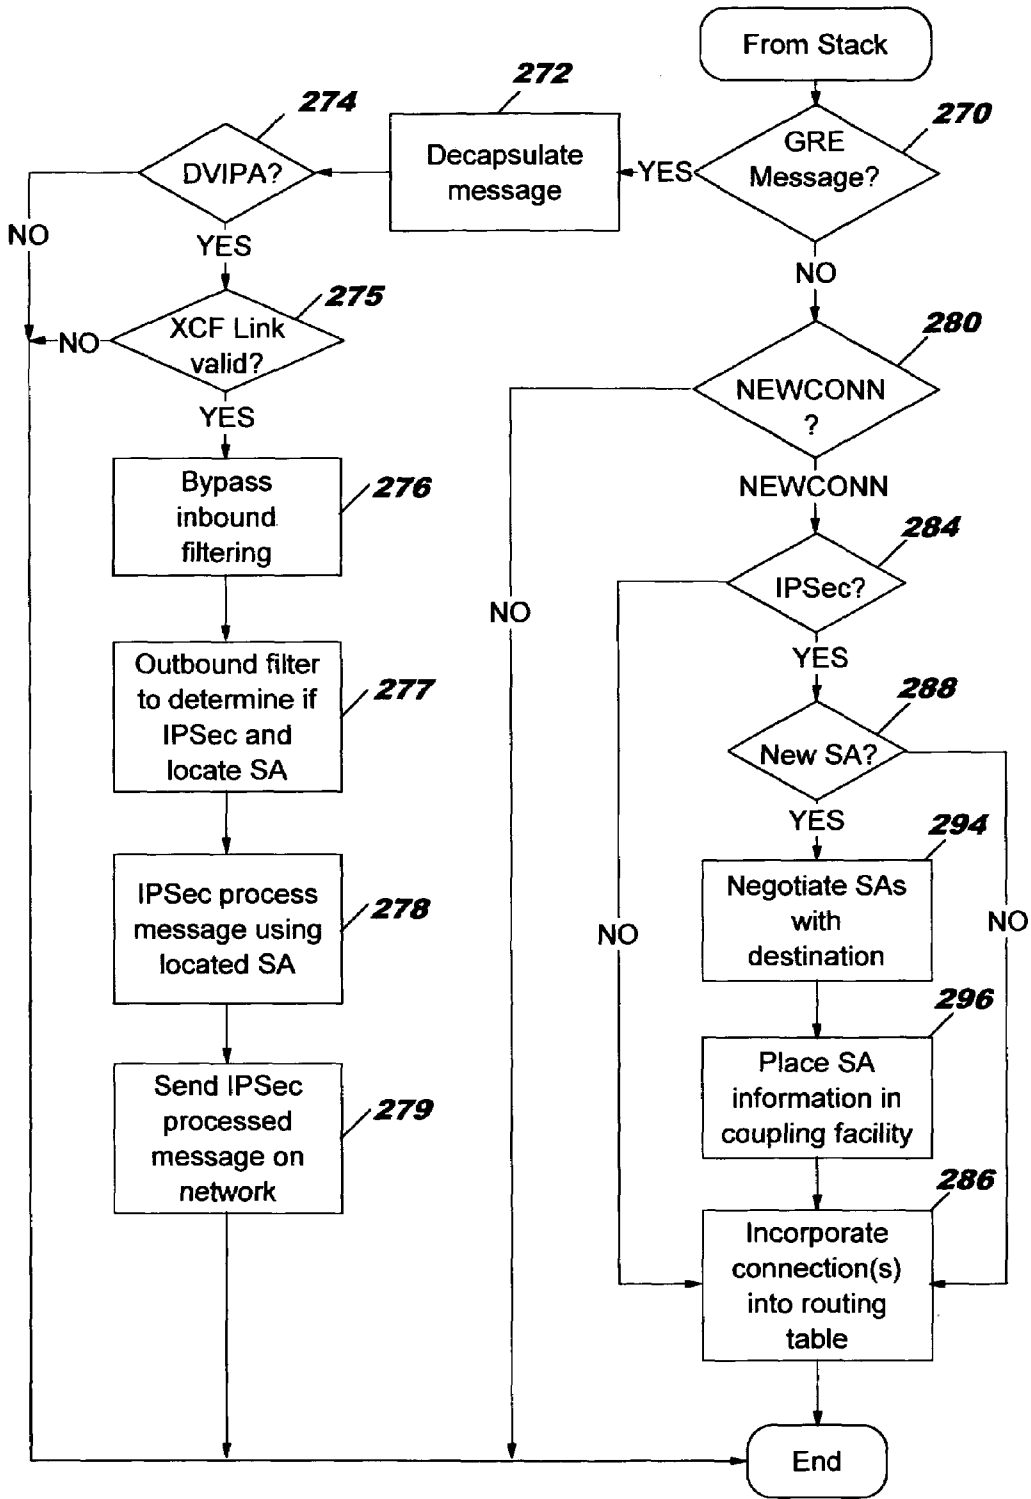 From Stack
270
GRE
Message?
YES
NO
272
Decapsulate
message
274
DVIPA?
NO
YES
275
XCF Link
valid?
NO
YES
276
Bypass
inbound
filtering
277
Outbound filter
to determine if
IPSec and
locate SA
278
IPSec process
message using
located SA
279
Send IPSec
processed
message on
network
280
NEWCONN
?
NO
NEWCONN
284
IPSec?
NO
YES
288
New SA?
NO
YES
294
Negotiate SAs
with
destination
296
Place SA
information in
coupling facility
286
Incorporate
connection(s)
into routing
table
End